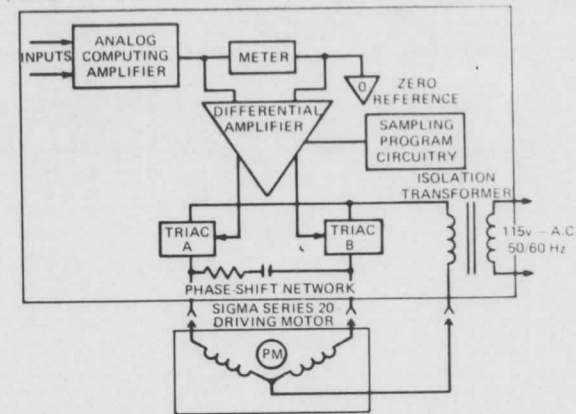 INPUTS
ANALOG
COMPUTING
AMPLIFIER
METER
0
ZERO
REFERENCE
DIFFERENTIAL
AMPLIFIER
SAMPLING
PROGRAM
CIRCUITRY
ISOLATION
TRANSFORMER
TRIAC
A
TRIAC
B
115v – A.C
50/60 Hz
PHASE-SHIFT NETWORK
SIGMA SERIES 20
DRIVING MOTOR
PM